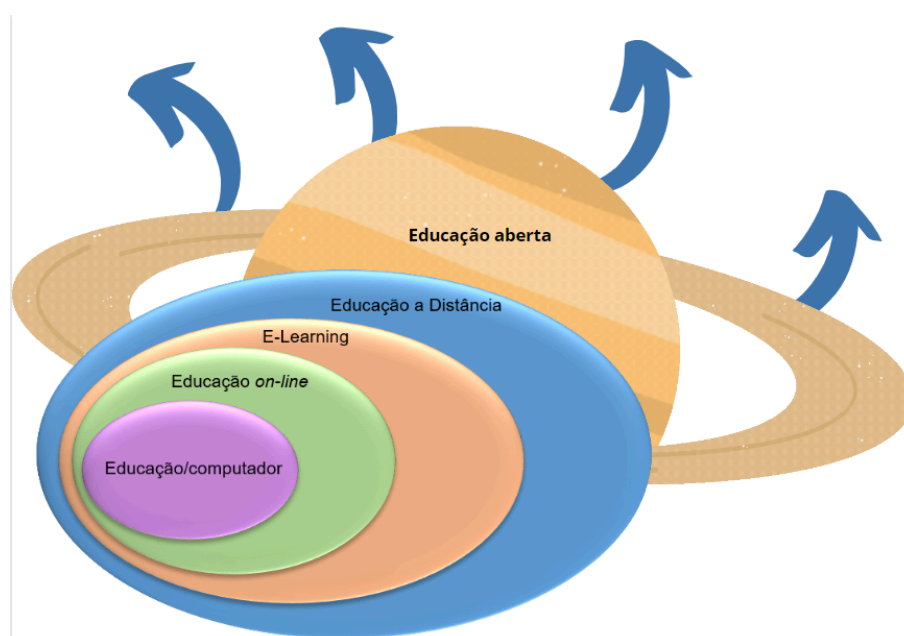 Educação aberta
Educação a Distância
E-Learning
Educação on-line
Educação/computador